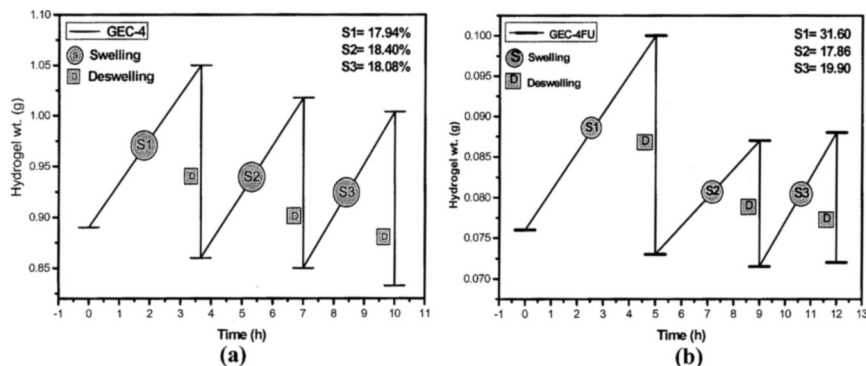 GEC-4
S1= 17.94%
S2= 18.40%
S3= 18.08%
S Swelling
D Deswelling
Hydrogel wt. (g)
1.10
1.05
1.00
0.95
0.90
0.85
S1
D
S2
D
S3
D
-1 0 1 2 3 4 5 6 7 8 9 10 11
Time (h)
(a)
GEC-4FU
S1= 31.60
S2= 17.86
S3= 19.90
S Swelling
D Deswelling
Hydrogel wt. (g)
0.100
0.095
0.090
0.085
0.080
0.075
0.070
S1
D
S2
D
S3
D
-1 0 1 2 3 4 5 6 7 8 9 10 11 12 13
Time (h)
(b)